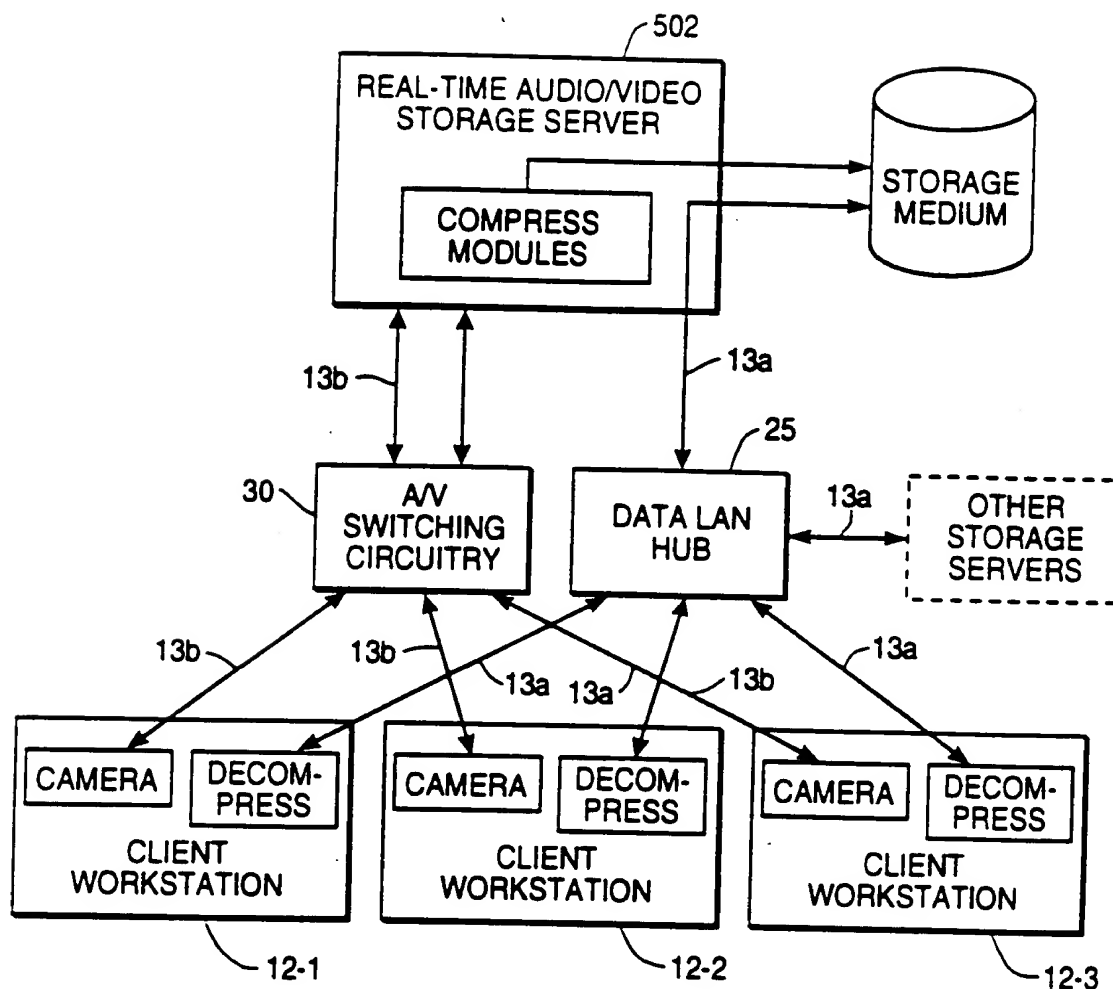 502
REAL-TIME AUDIO/VIDEO
STORAGE SERVER
COMPRESS
MODULES
STORAGE
MEDIUM
13b
13a
25
30
A/V
SWITCHING
CIRCUITRY
DATA LAN
HUB
13a
OTHER
STORAGE
SERVERS
13b
13b
13a
13a
13b
13a
CAMERA
DECOM-
PRESS
CLIENT
WORKSTATION
CAMERA
DECOM-
PRESS
CLIENT
WORKSTATION
CAMERA
DECOM-
PRESS
CLIENT
WORKSTATION
12-1
12-2
12-3